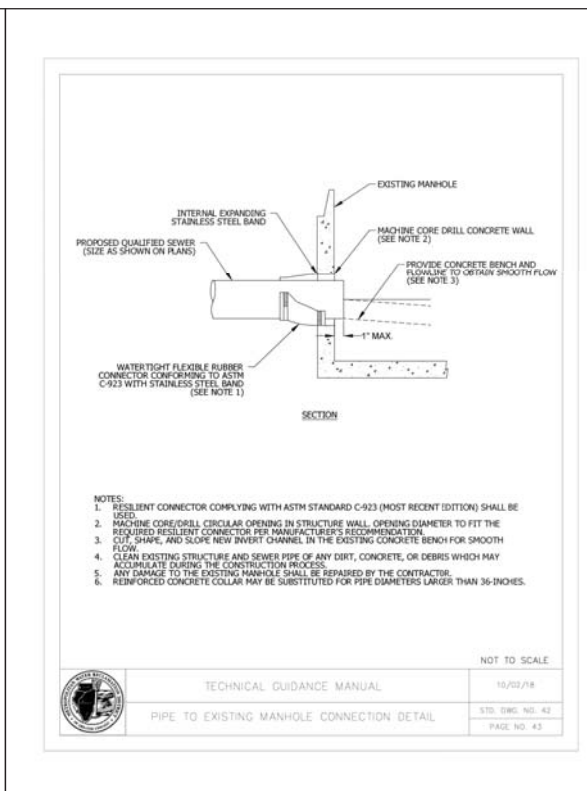 EXISTING MANHOLE
INTERNAL EXPANDING
STAINLESS STEEL BAND
MACHINE CORE DRILL CONCRETE WALL
(SEE NOTE 2)
PROPOSED QUALIFIED SEWER
(SIZE AS SHOWN ON PLANS)
PROVIDE CONCRETE BENCH AND
FLOWLINE TO OBTAIN SMOOTH FLOW
(SEE NOTE 3)
1" MAX.
WATERTIGHT FLEXIBLE RUBBER
CONNECTOR CONFORMING TO ASTM
C-923 WITH STAINLESS STEEL BAND
(SEE NOTE 1)
SECTION
NOTES:
1. RESILIENT CONNECTOR COMPLYING WITH ASTM STANDARD C-923 (MOST RECENT EDITION) SHALL BE
USED.
2. MACHINE CORE/DRILL CIRCULAR OPENING IN STRUCTURE WALL. OPENING DIAMETER TO FIT THE
REQUIRED RESILIENT CONNECTOR PER MANUFACTURER'S RECOMMENDATION.
3. CUT, SHAPE, AND SLOPE NEW INVERT CHANNEL IN THE EXISTING CONCRETE BENCH FOR SMOOTH
FLOW.
4. CLEAN EXISTING STRUCTURE AND SEWER PIPE OF ANY DIRT, CONCRETE, OR DEBRIS WHICH MAY
ACCUMULATE DURING THE CONSTRUCTION PROCESS.
5. ANY DAMAGE TO THE EXISTING MANHOLE SHALL BE REPAIRED BY THE CONTRACTOR.
6. REINFORCED CONCRETE COLLAR MAY BE SUBSTITUTED FOR PIPE DIAMETERS LARGER THAN 36-INCHES.
NOT TO SCALE
TECHNICAL GUIDANCE MANUAL
10/02/18
PIPE TO EXISTING MANHOLE CONNECTION DETAIL
STD. DWG. NO. 42
PAGE NO. 43